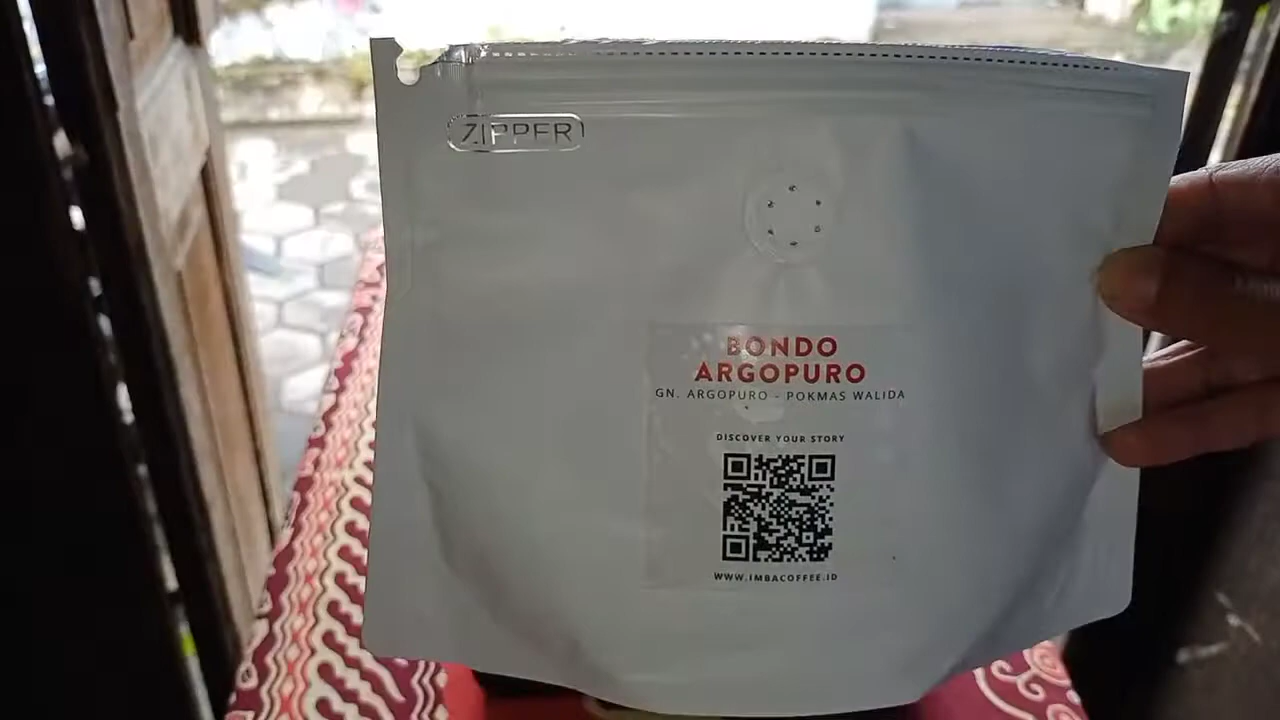 ZIPPER
BONDO
ARGOPURO
GN. ARGOPURO - POKMAS WALIDA
DISCOVER YOUR STORY
WWW.IMBACOFFEE.ID